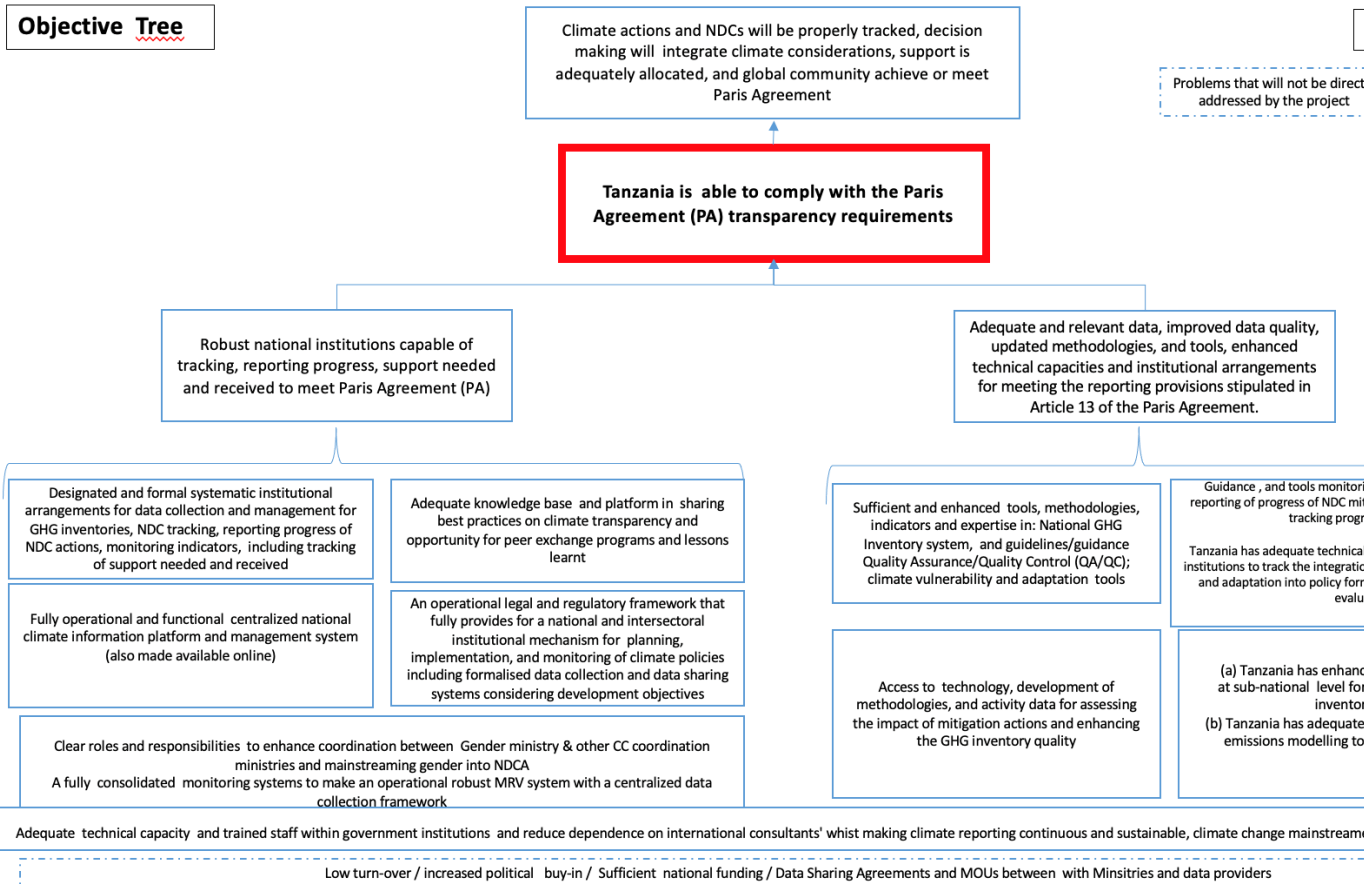 Objective Tree
Climate actions and NDCs will be properly tracked, decision
making will integrate climate considerations, support is
adequately allocated, and global community achieve or meet
Paris Agreement
Problems that will not be
addressed by the project
Tanzania is able to comply with the Paris
Agreement (PA) transparency requirements
Robust national institutions capable of
tracking, reporting progress, support needed
and received to meet Paris Agreement (PA)
Adequate and relevant data, improved data quality,
updated methodologies, and tools, enhanced
technical capacities and institutional arrangements
for meeting the reporting provisions stipulated in
Article 13 of the Paris Agreement.
Designated and formal systematic institutional
arrangements for data collection and management for
GHG inventories, NDC tracking, reporting progress of
NDC actions, monitoring indicators, including tracking
of support needed and received
Adequate knowledge base and platform in sharing
best practices on climate transparency and
opportunity for peer exchange programs and lessons
learnt
Fully operational and functional centralized national
climate information platform and management system
(also made available online)
An operational legal and regulatory framework that
fully provides for a national and intersectoral
institutional mechanism for planning,
implementation, and monitoring of climate policies
including formalised data collection and data sharing
systems considering development objectives
Clear roles and responsibilities to enhance coordination between Gender ministry & other CC coordination
ministries and mainstreaming gender into NDCA
A fully consolidated monitoring systems to make an operational robust MRV system with a centralized data
collection framework
Sufficient and enhanced tools, methodologies,
indicators and expertise in: National GHG
Inventory system, and guidelines/guidance
Quality Assurance/Quality Control (QA/QC);
climate vulnerability and adaptation tools
Guidance , and tools
reporting of progress of NDC
tracking
Tanzania has adequate
institutions to track the
and adaptation into policy
Access to technology, development of
methodologies, and activity data for assessing
the impact of mitigation actions and enhancing
the GHG inventory quality
(a) Tanzania has
at sub-national level for
(b) Tanzania has adequate
emissions modelling
Adequate technical capacity and trained staff within government institutions and reduce dependence on international consultants' whist making climate reporting continuous and sustainable, climate change
Low turn-over / increased political buy-in / Sufficient national funding / Data Sharing Agreements and MOUs between with Minsitries and data providers